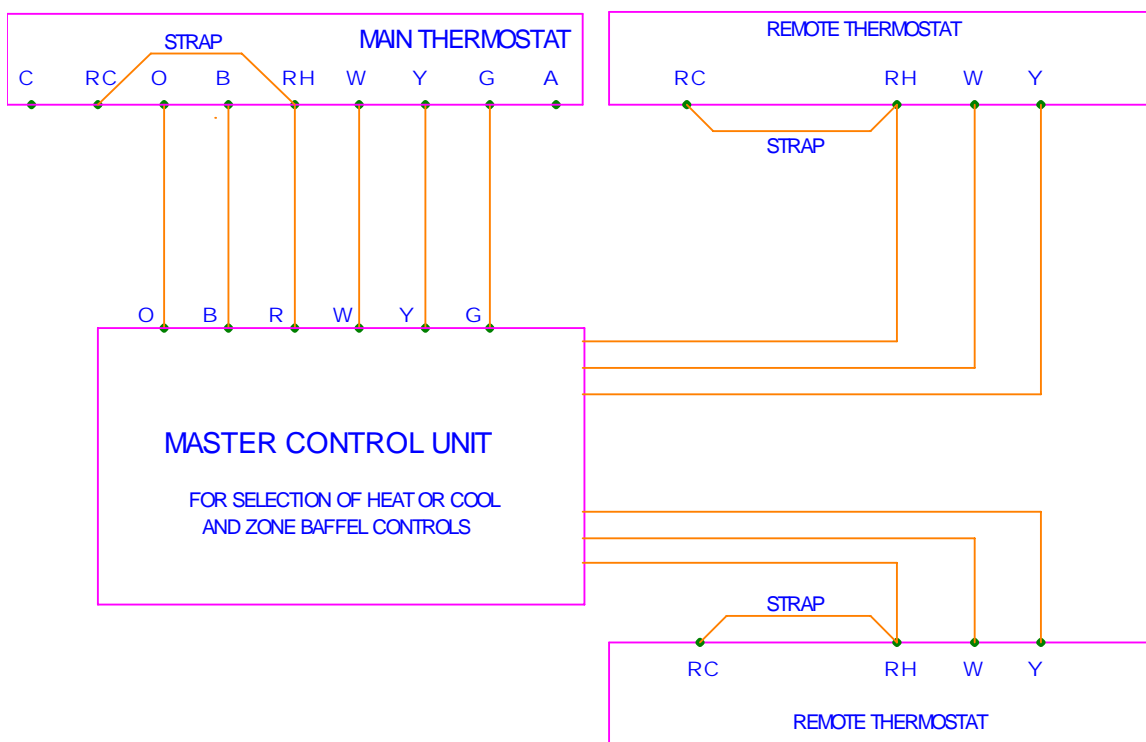 STRAP MAIN THERMOSTAT
C RC O B RH W Y G A
REMOTE THERMOSTAT
RC RH W Y
STRAP
O B R W Y G
MASTER CONTROL UNIT
FOR SELECTION OF HEAT OR COOL
AND ZONE BAFFEL CONTROLS
STRAP
RC RH W Y
REMOTE THERMOSTAT